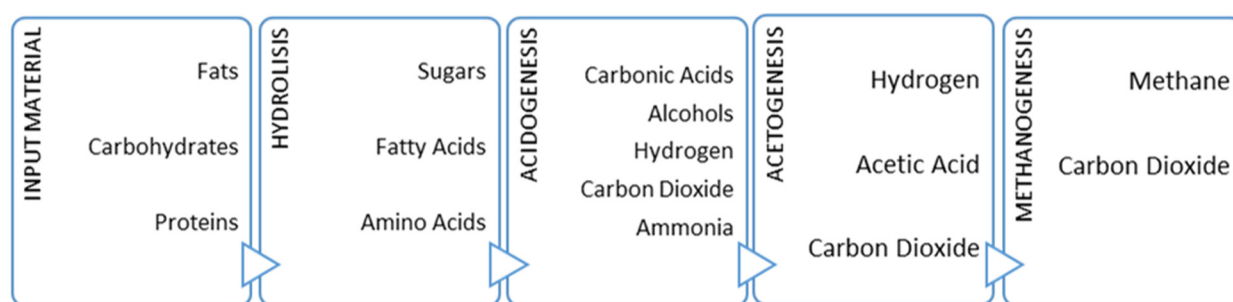 INPUT MATERIAL
Fats
Carbohydrates
Proteins
HYDROLISIS
Sugars
Fatty Acids
Amino Acids
ACIDOGENESIS
Carbonic Acids
Alcohols
Hydrogen
Carbon Dioxide
Ammonia
ACETOGENESIS
Hydrogen
Acetic Acid
Carbon Dioxide
METHANOGENESIS
Methane
Carbon Dioxide